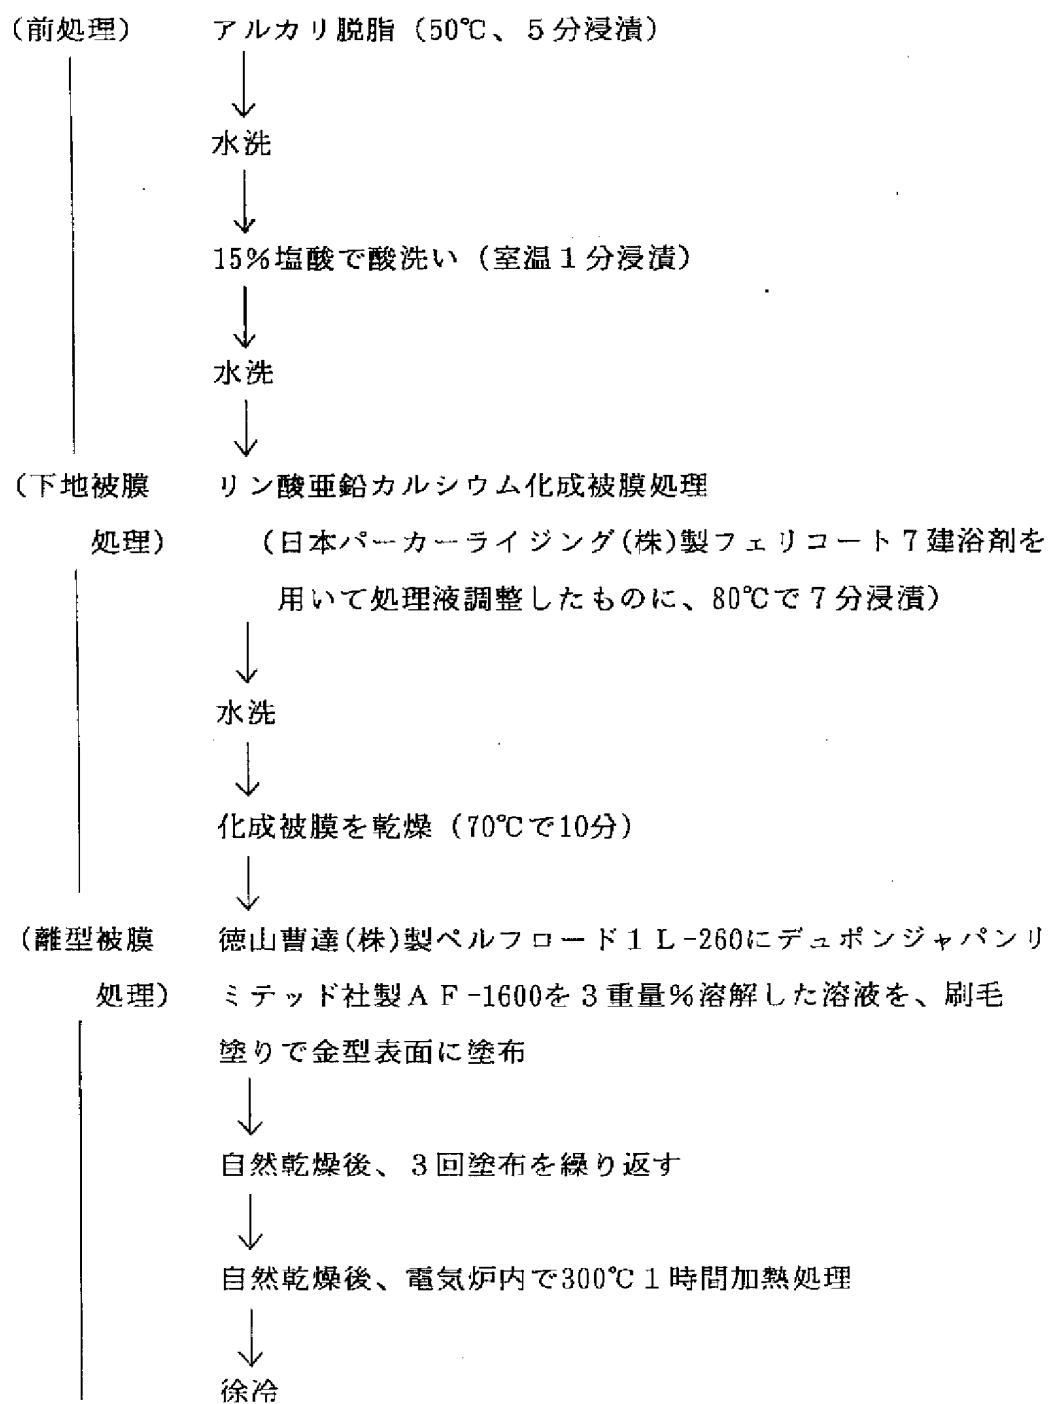 (前処理) アルカリ脱脂(50℃、5分浸漬)
水洗
15%塩酸で酸洗い(室温1分浸漬)
水洗
(下地被膜 リン酸亜鉛カルシウム化成被膜処理
処理) (日本パーカーライジング(株)製フェリコート7建浴剤を
用いて処理液調整したものに、80℃で7分浸漬)
水洗
化成被膜を乾燥(70℃で10分)
(離型被膜 徳山曹達(株)製ペルフロード1L-260にデュポンジャパンリ
処理) ミテッド社製AF-1600を3重量%溶解した溶液を、刷毛
塗りで金型表面に塗布
自然乾燥後、3回塗布を繰り返す
自然乾燥後、電気炉内で300℃1時間加熱処理
徐冷